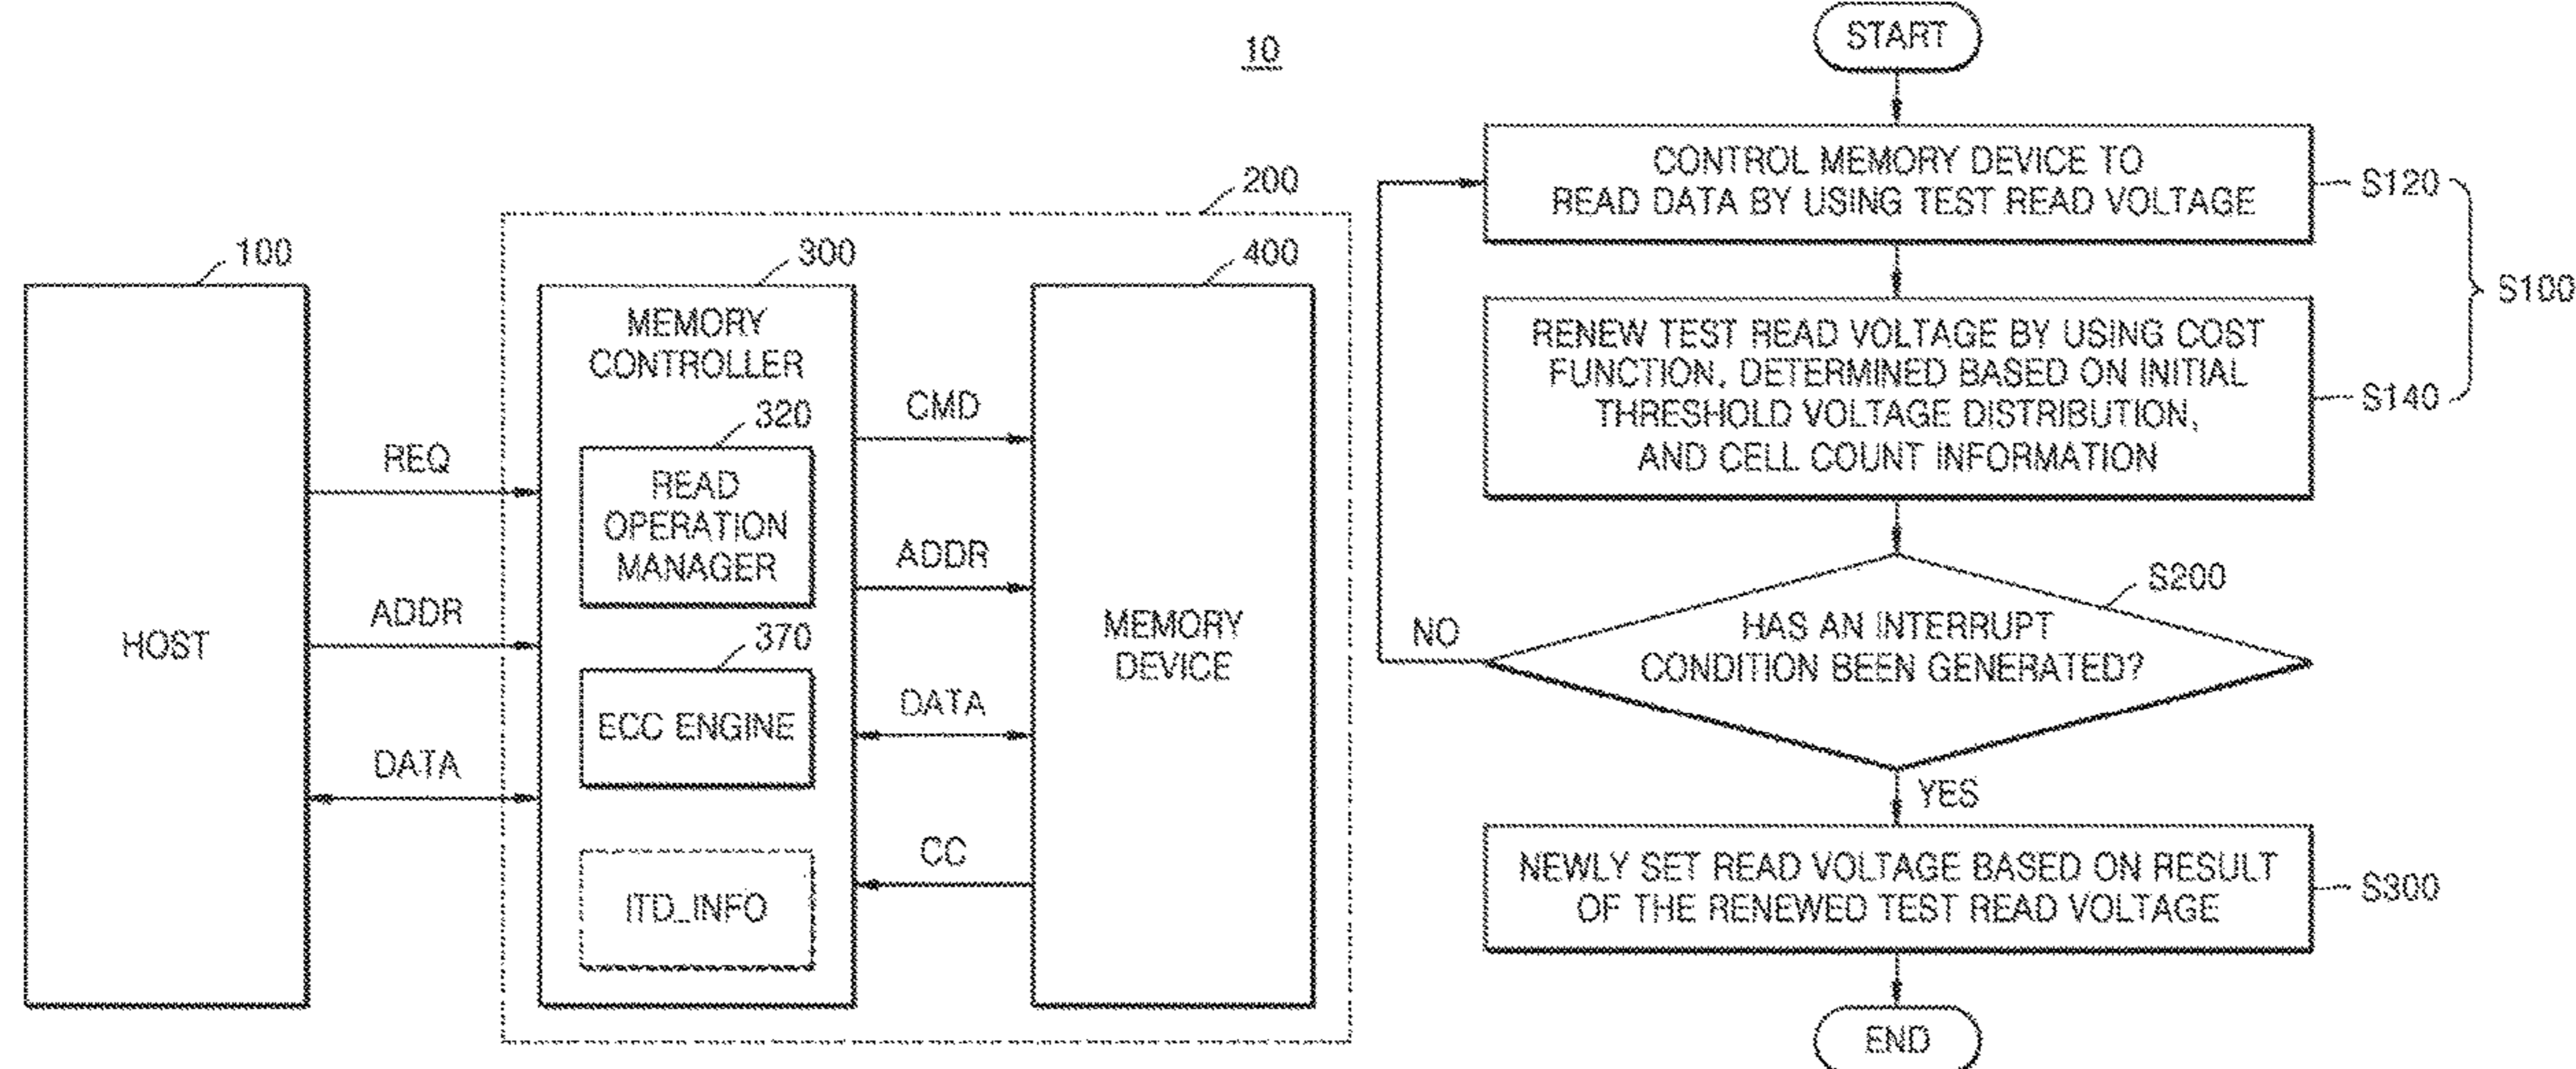 10
200
100
300
400
MEMORY
CONTROLLER
320
READ
OPERATION
MANAGER
370
ECC ENGINE
ITD_INFO
HOST
REQ
ADDR
DATA
CMD
ADDR
DATA
CC
MEMORY
DEVICE
START
CONTROL MEMORY DEVICE TO
READ DATA BY USING TEST READ VOLTAGE
S120
S100
RENEW TEST READ VOLTAGE BY USING COST
FUNCTION, DETERMINED BASED ON INITIAL
THRESHOLD VOLTAGE DISTRIBUTION,
AND CELL COUNT INFORMATION
S140
S200
HAS AN INTERRUPT
CONDITION BEEN GENERATED?
NO
YES
NEWLY SET READ VOLTAGE BASED ON RESULT
OF THE RENEWED TEST READ VOLTAGE
S300
END